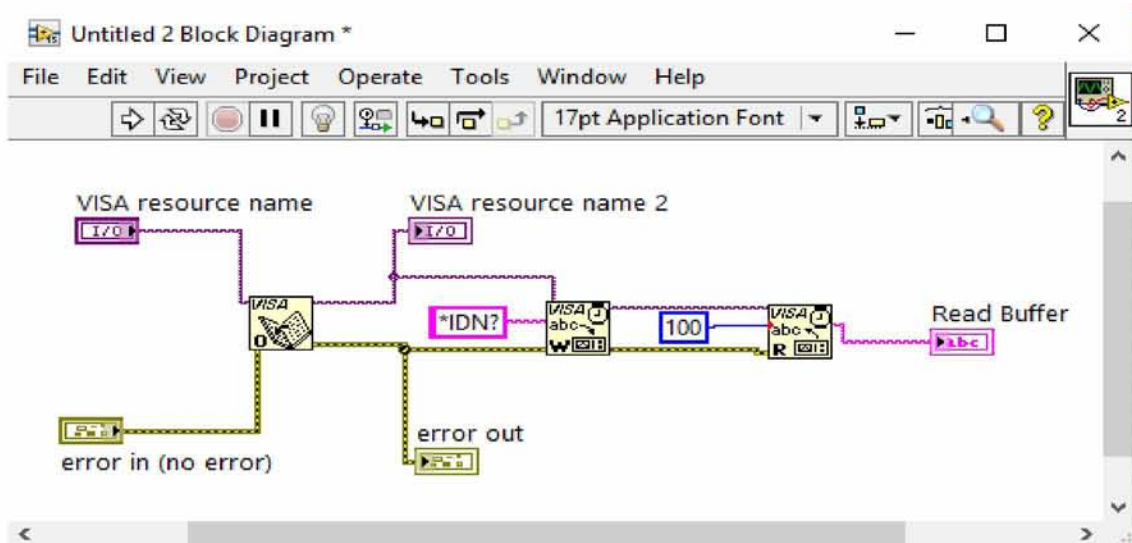 Untitled 2 Block Diagram *
File Edit View Project Operate Tools Window Help
17pt Application Font
2
VISA resource name
VISA resource name 2
I/O
I/O
VISA
O
*IDN?
VISA
abc
W
100
VISA
abc
R
Read Buffer
abc
error in (no error)
error out